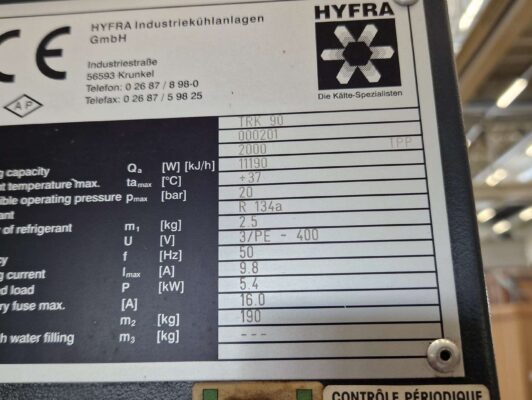 CE
HYFRA Industriekühlanlagen
GmbH
Industriestraße
56593 Krunkel
Telefon: 0 26 87 / 8 98-0
Telefax: 0 26 87 / 5 98 25
AP
HYFRA
Die Kälte-Spezialisten
TRK 90
000201
2000 IPP
capacity Qa [W] [kJ/h] 11190
temperature max. tamax [°C] +37
operating pressure pmax [bar] 20
R 134a
of refrigerant m1 [kg] 2.5
U [V] 3/PE - 400
f [Hz] 50
current Imax [A] 9.8
load P [kW] 5.4
fuse max. [A] 16.0
m2 [kg] 190
water filling m3 [kg] ---
CONTRÔLE PÉRIODIQUE